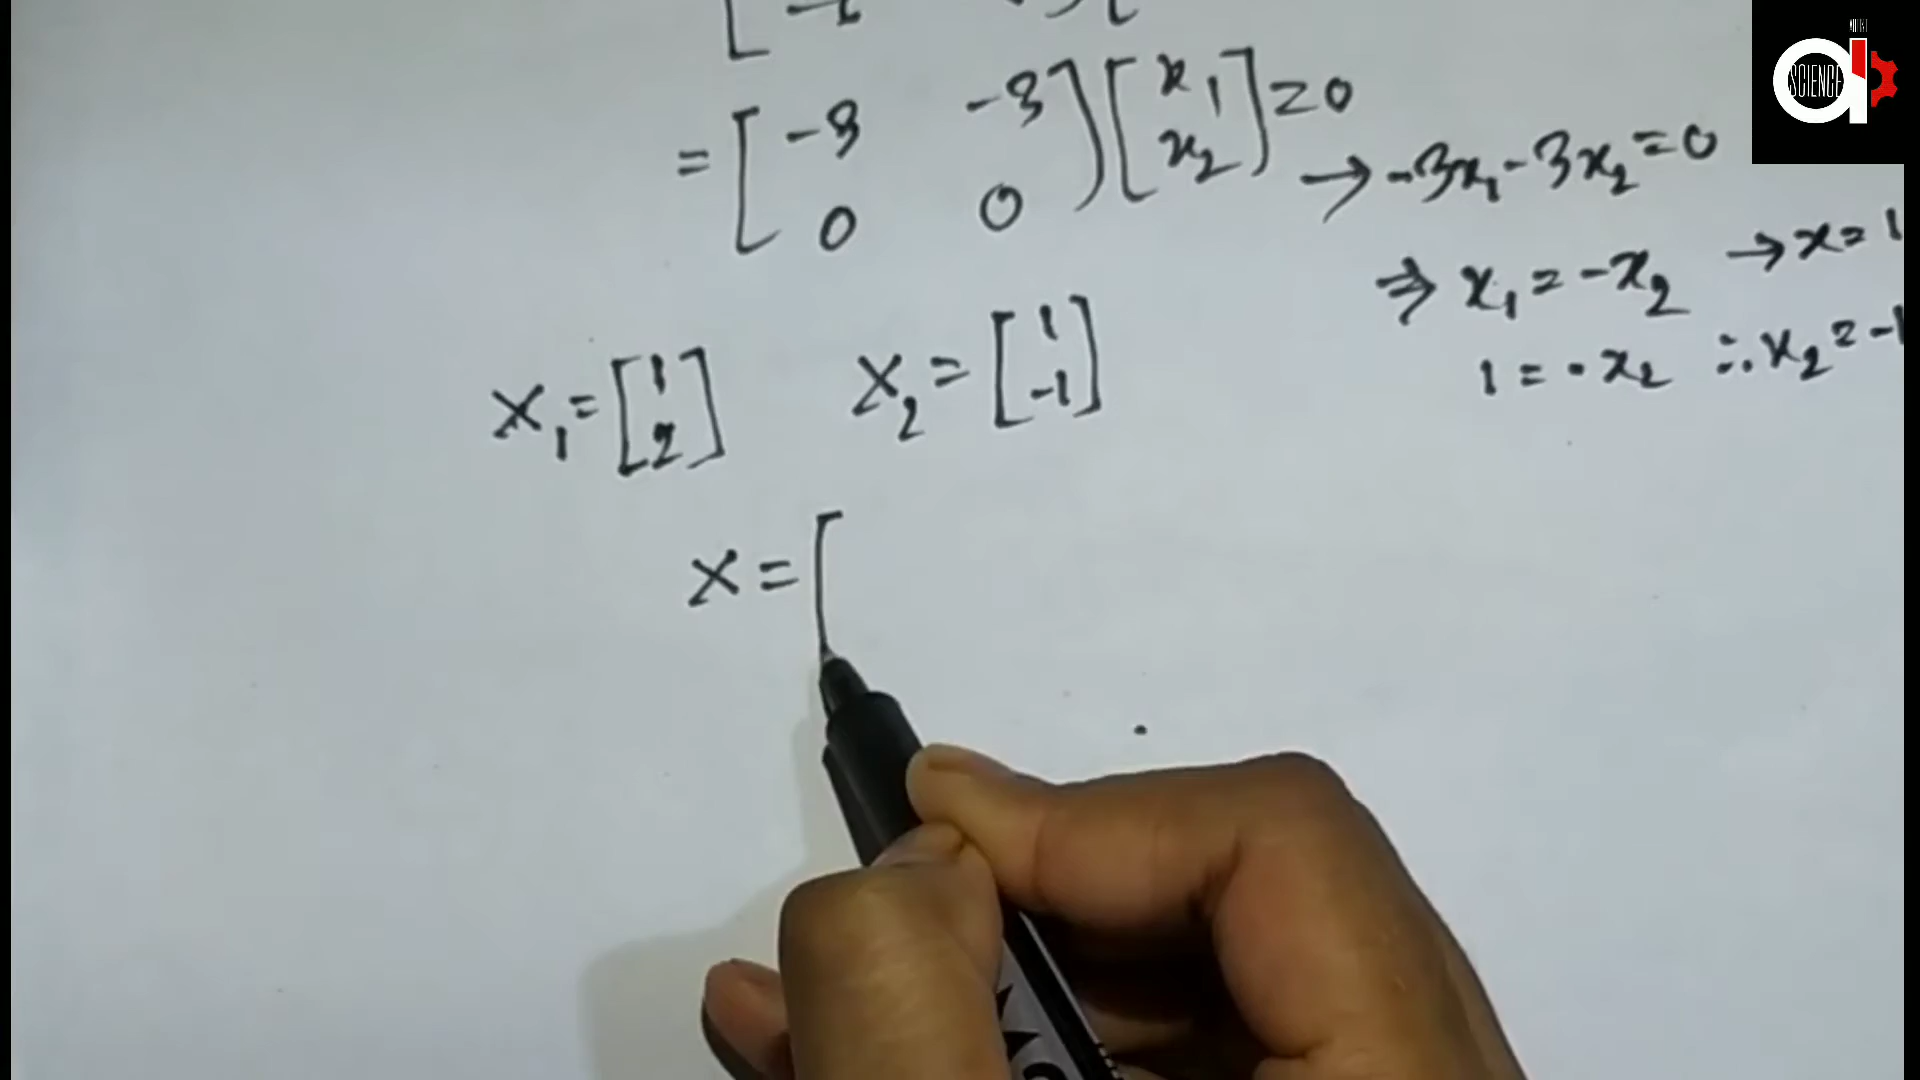 = [-3 -3
0 0] [x1
x2] = 0
→ -3x1 - 3x2 = 0
⇒ x1 = -x2 → x = 1
1 = -x2 ∴ x2 = -1
X1 = [1
2] X2 = [1
-1]
X = [
SCIENCE